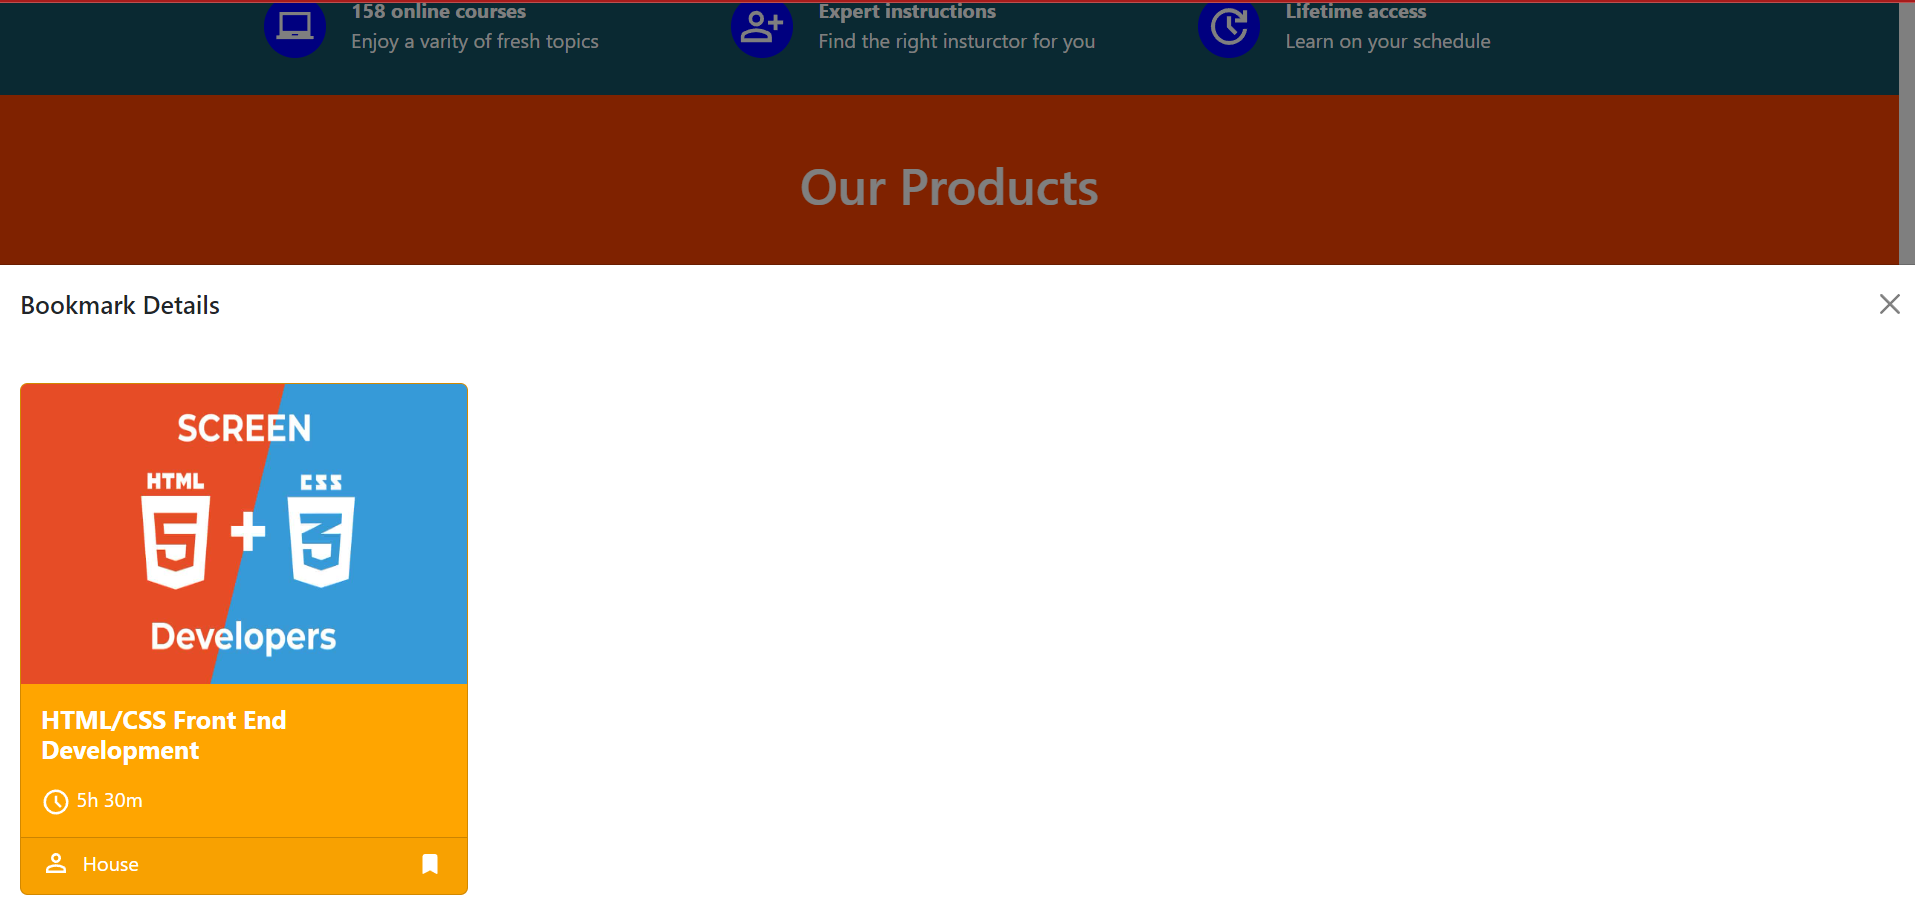 158 online courses
Enjoy a varity of fresh topics
Expert instructions
Find the right insturctor for you
Lifetime access
Learn on your schedule
Our Products
Bookmark Details
SCREEN
HTML
CSS
5 + 3
Developers
HTML/CSS Front End
Development
5h 30m
House